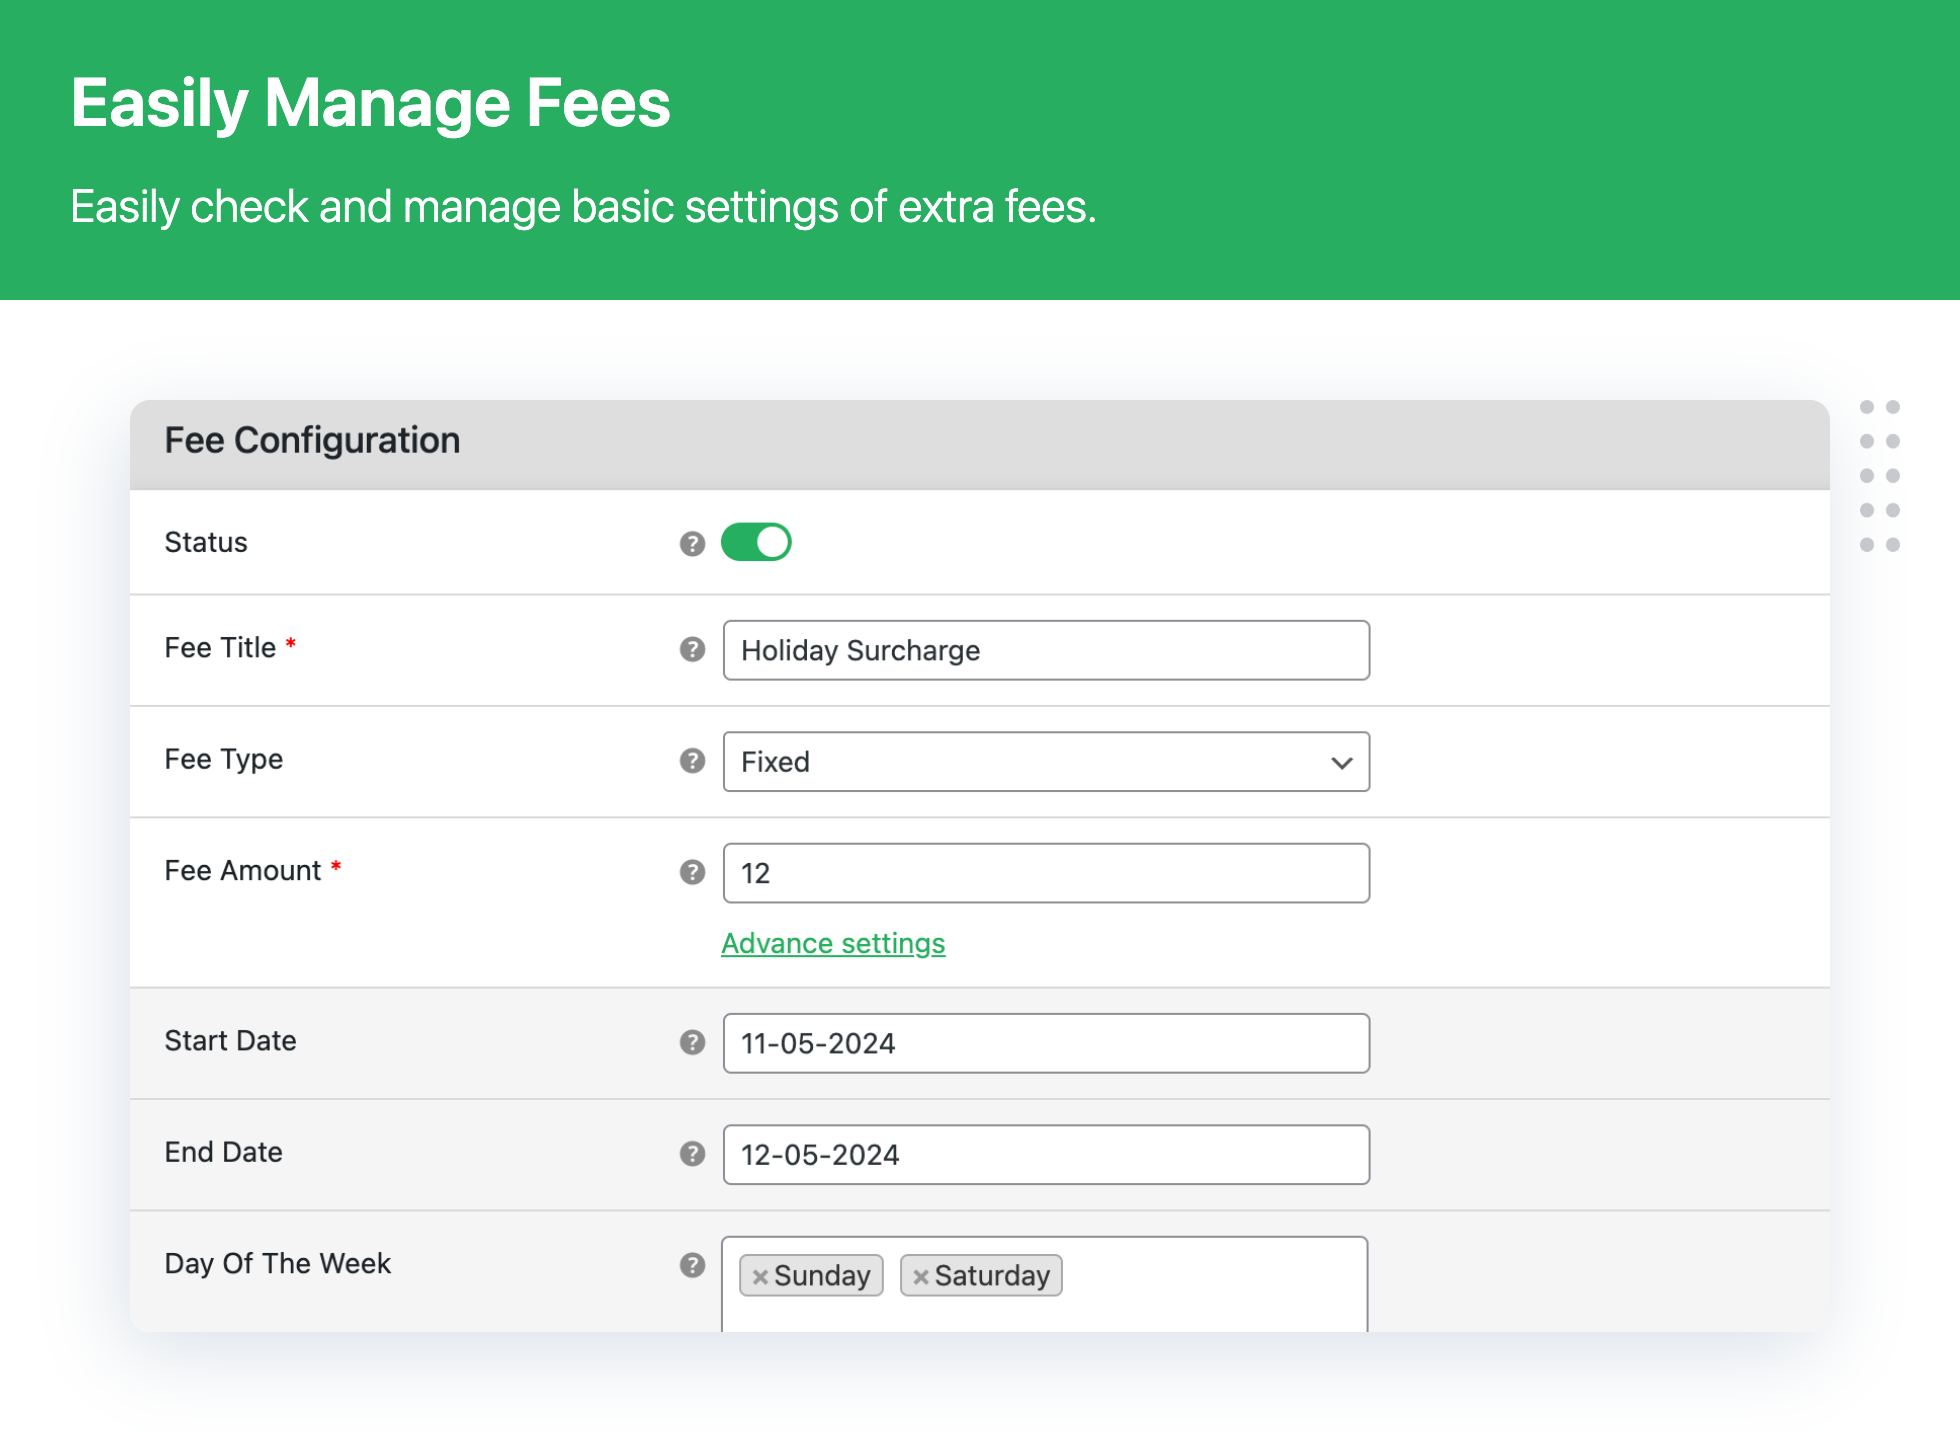 Easily Manage Fees
Easily check and manage basic settings of extra fees.
Fee Configuration
Status ?
Fee Title * ? Holiday Surcharge
Fee Type ? Fixed
Fee Amount * ? 12
Advance settings
Start Date ? 11-05-2024
End Date ? 12-05-2024
Day Of The Week ? ×Sunday ×Saturday